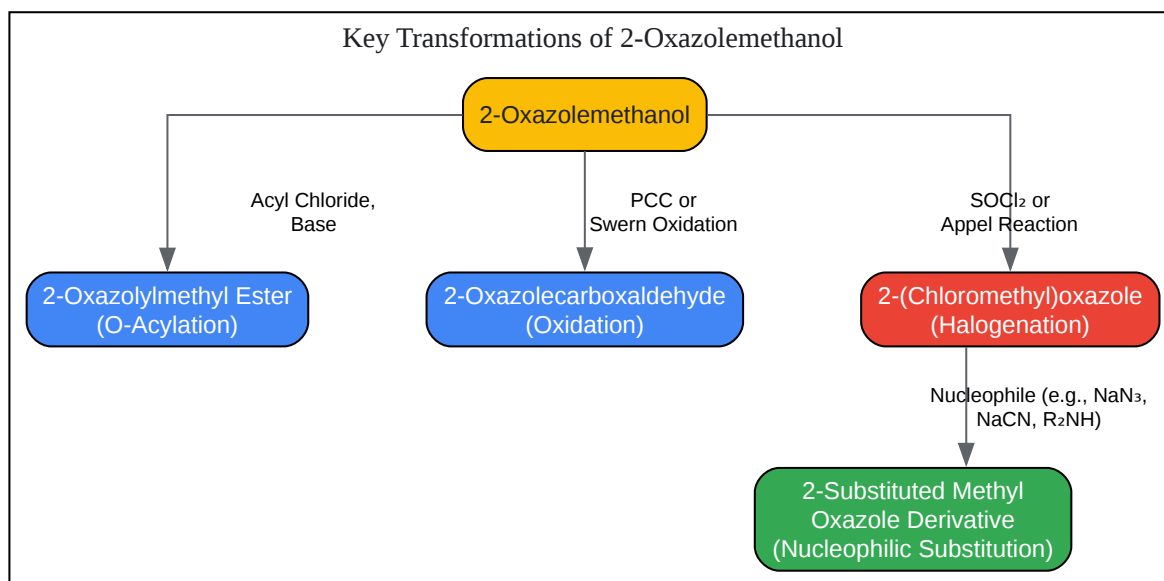 Key Transformations of 2-Oxazolemethanol
2-Oxazolemethanol
Acyl Chloride,
Base
PCC or
Swern Oxidation
SOCl₂ or
Appel Reaction
2-Oxazolylmethyl Ester
(O-Acylation)
2-Oxazolecarboxaldehyde
(Oxidation)
2-(Chloromethyl)oxazole
(Halogenation)
Nucleophile (e.g., NaN₃,
NaCN, R₂NH)
2-Substituted Methyl
Oxazole Derivative
(Nucleophilic Substitution)